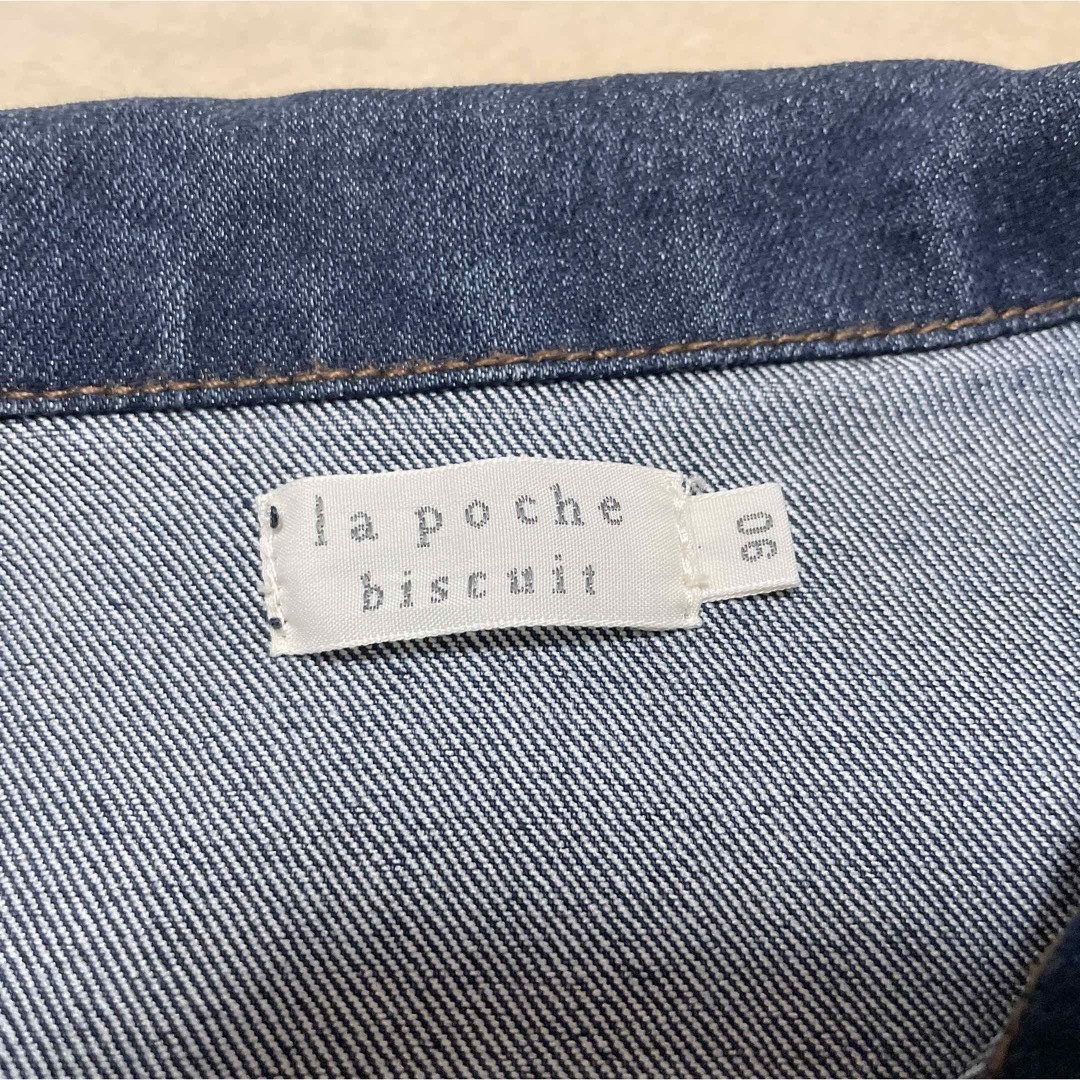 la poche
biscuit
90